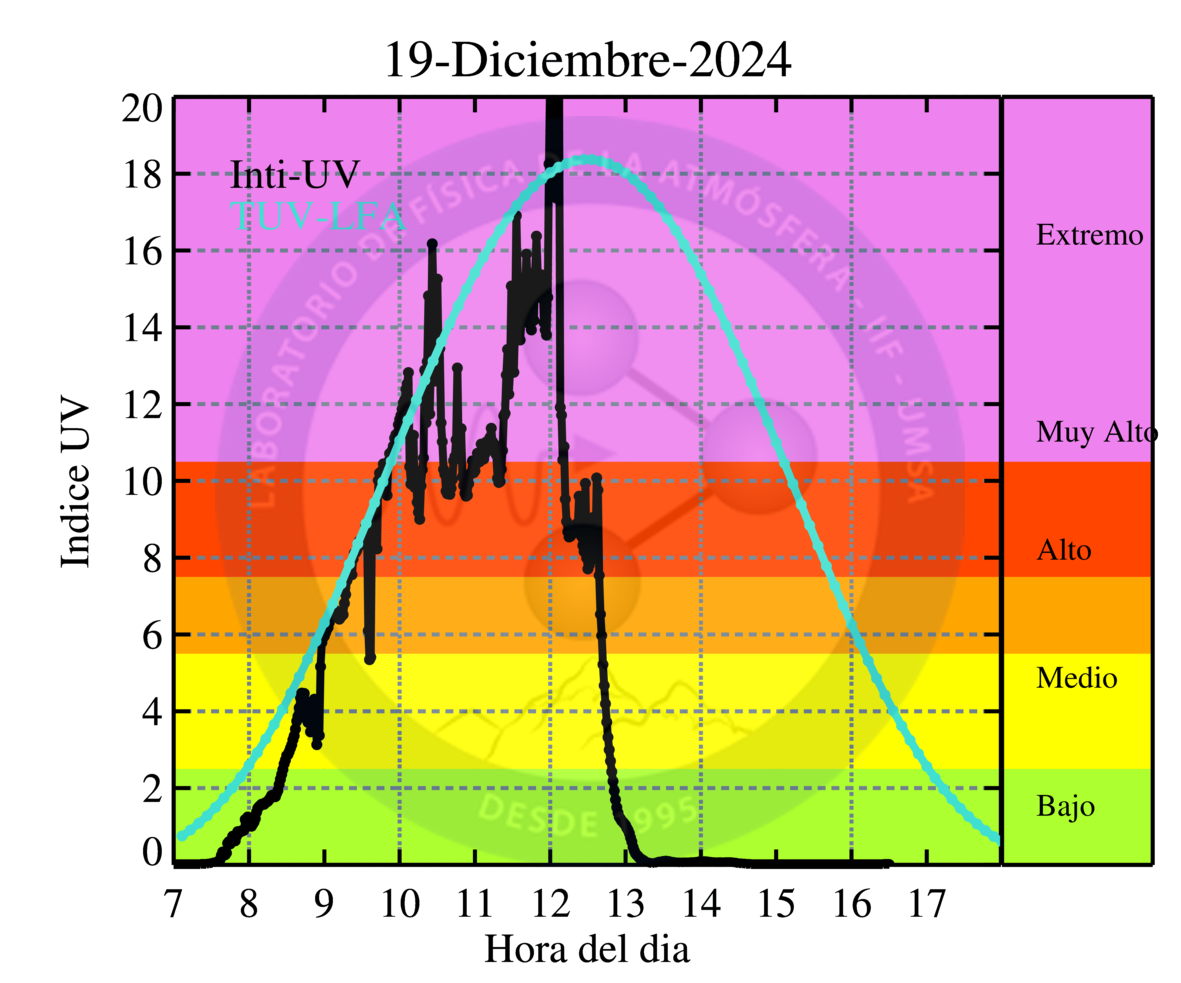 19-Diciembre-2024
20
18
16
14
12
10
8
6
4
2
0
Indice UV
Inti-UV
TUV-LFA
LABORATORIO DE FÍSICA DE LA ATMÓSFERA - IIF - UMSA
DESDE 1995
Extremo
Muy Alto
Alto
Medio
Bajo
7 8 9 10 11 12 13 14 15 16 17
Hora del dia